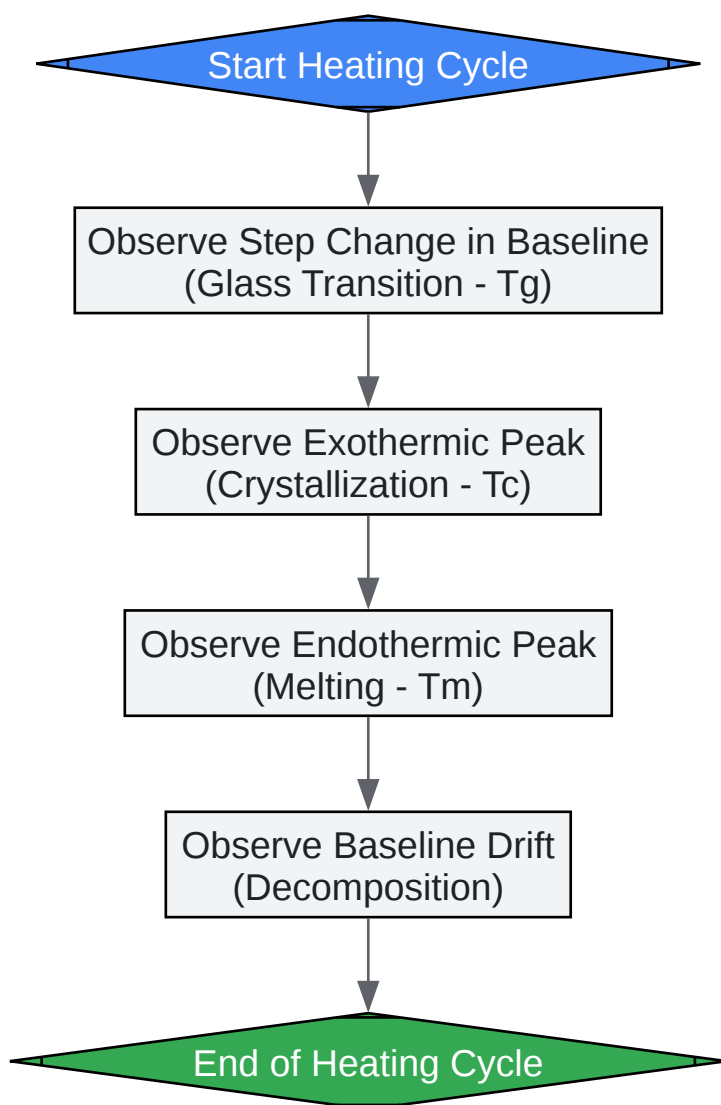 Start Heating Cycle
Observe Step Change in Baseline
(Glass Transition - Tg)
Observe Exothermic Peak
(Crystallization - Tc)
Observe Endothermic Peak
(Melting - Tm)
Observe Baseline Drift
(Decomposition)
End of Heating Cycle